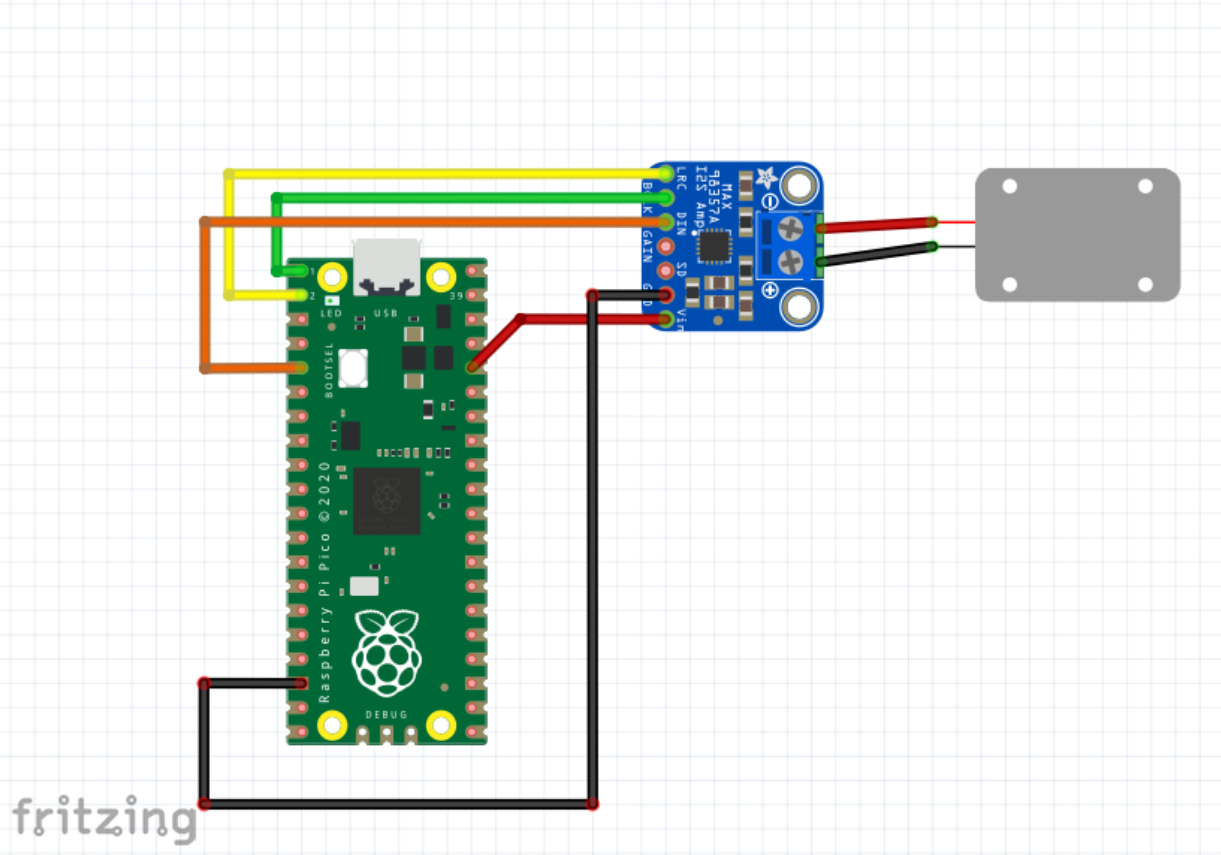 LRC
BCLK
DIN
GAIN
SD
GND
Vin
MAX
98357A
I2S Amp
1
2
39
LED
USB
BOOTSEL
Raspberry Pi Pico © 2020
DEBUG
fritzing